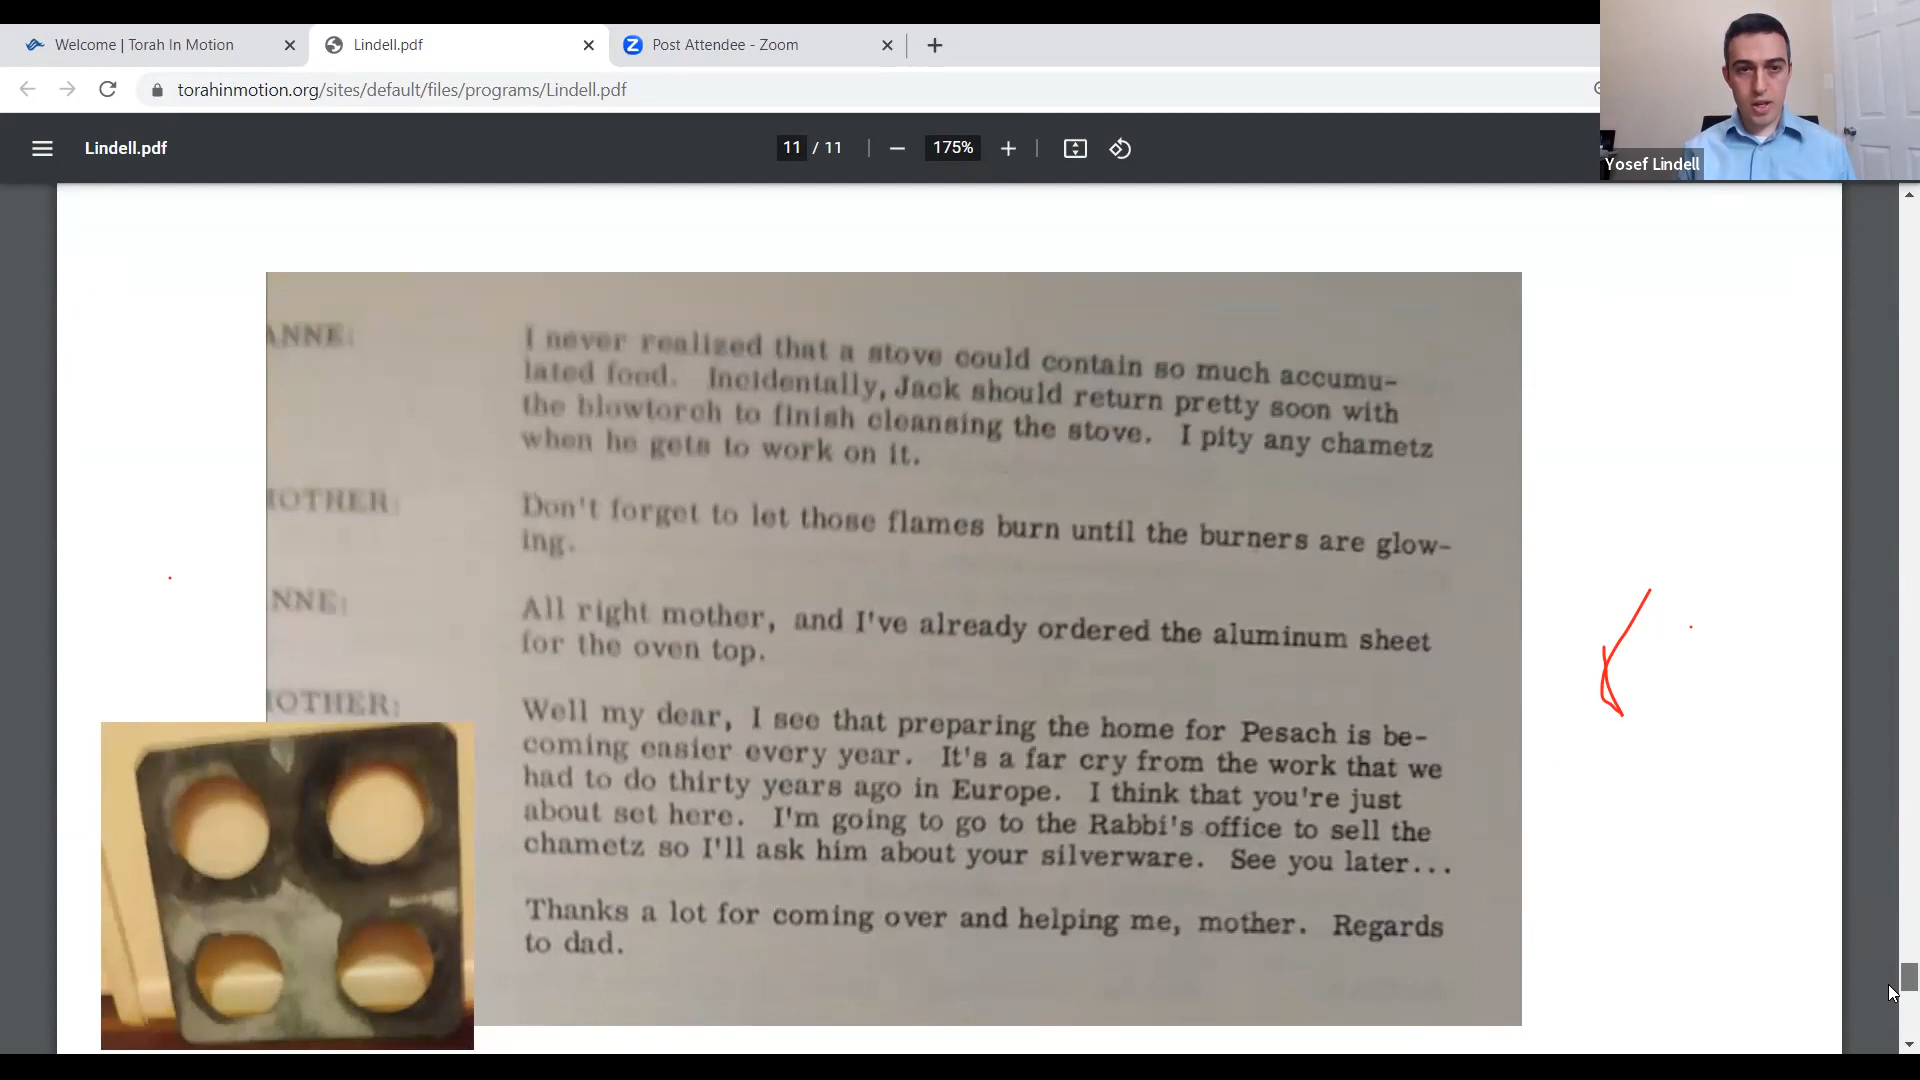 Welcome | Torah In Motion
Lindell.pdf
Post Attendee - Zoom
torahinmotion.org/sites/default/files/programs/Lindell.pdf
Lindell.pdf
11 / 11
175%
Yosef Lindell
ANNE: I never realized that a stove could contain so much accumu-
lated food. Incidentally, Jack should return pretty soon with
the blowtorch to finish cleansing the stove. I pity any chametz
when he gets to work on it.
MOTHER: Don't forget to let those flames burn until the burners are glow-
ing.
NNE: All right mother, and I've already ordered the aluminum sheet
for the oven top.
MOTHER: Well my dear, I see that preparing the home for Pesach is be-
coming easier every year. It's a far cry from the work that we
had to do thirty years ago in Europe. I think that you're just
about set here. I'm going to go to the Rabbi's office to sell the
chametz so I'll ask him about your silverware. See you later...
Thanks a lot for coming over and helping me, mother. Regards
to dad.